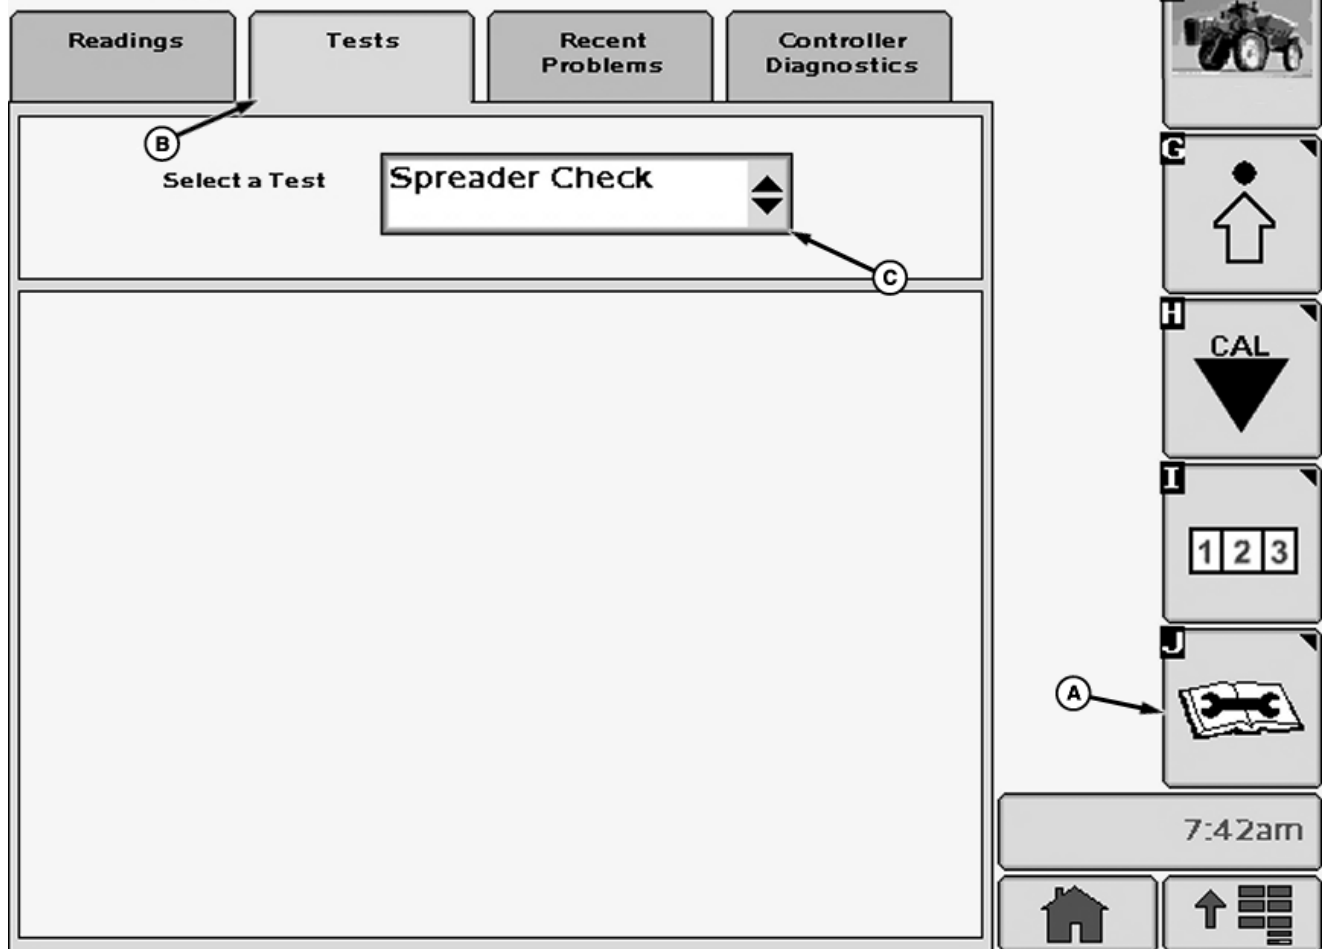 Readings
Tests
Recent
Problems
Controller
Diagnostics
B
Select a Test
Spreader Check
C
G
H
CAL
I
1 2 3
J
A
7:42am